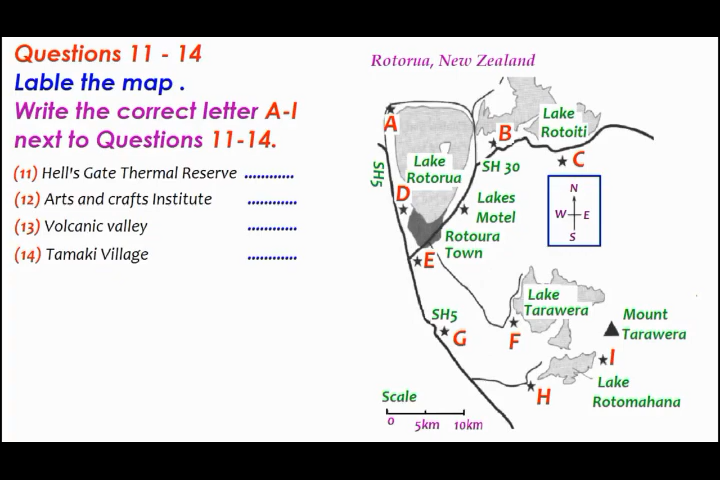 Questions 11 - 14
Lable the map .
Write the correct letter A-I
next to Questions 11-14.
(11) Hell's Gate Thermal Reserve ............
(12) Arts and crafts Institute ............
(13) Volcanic valley ............
(14) Tamaki Village ............
Rotorua, New Zealand
A
Lake
Rotoiti
B
C
SH5
Lake
Rotorua
SH 30
D
Lakes
Motel
N
W E
S
Rotoura
Town
E
Lake
Tarawera
SH5
G
F
Mount
Tarawera
I
H
Lake
Rotomahana
Scale
0 5km 10km